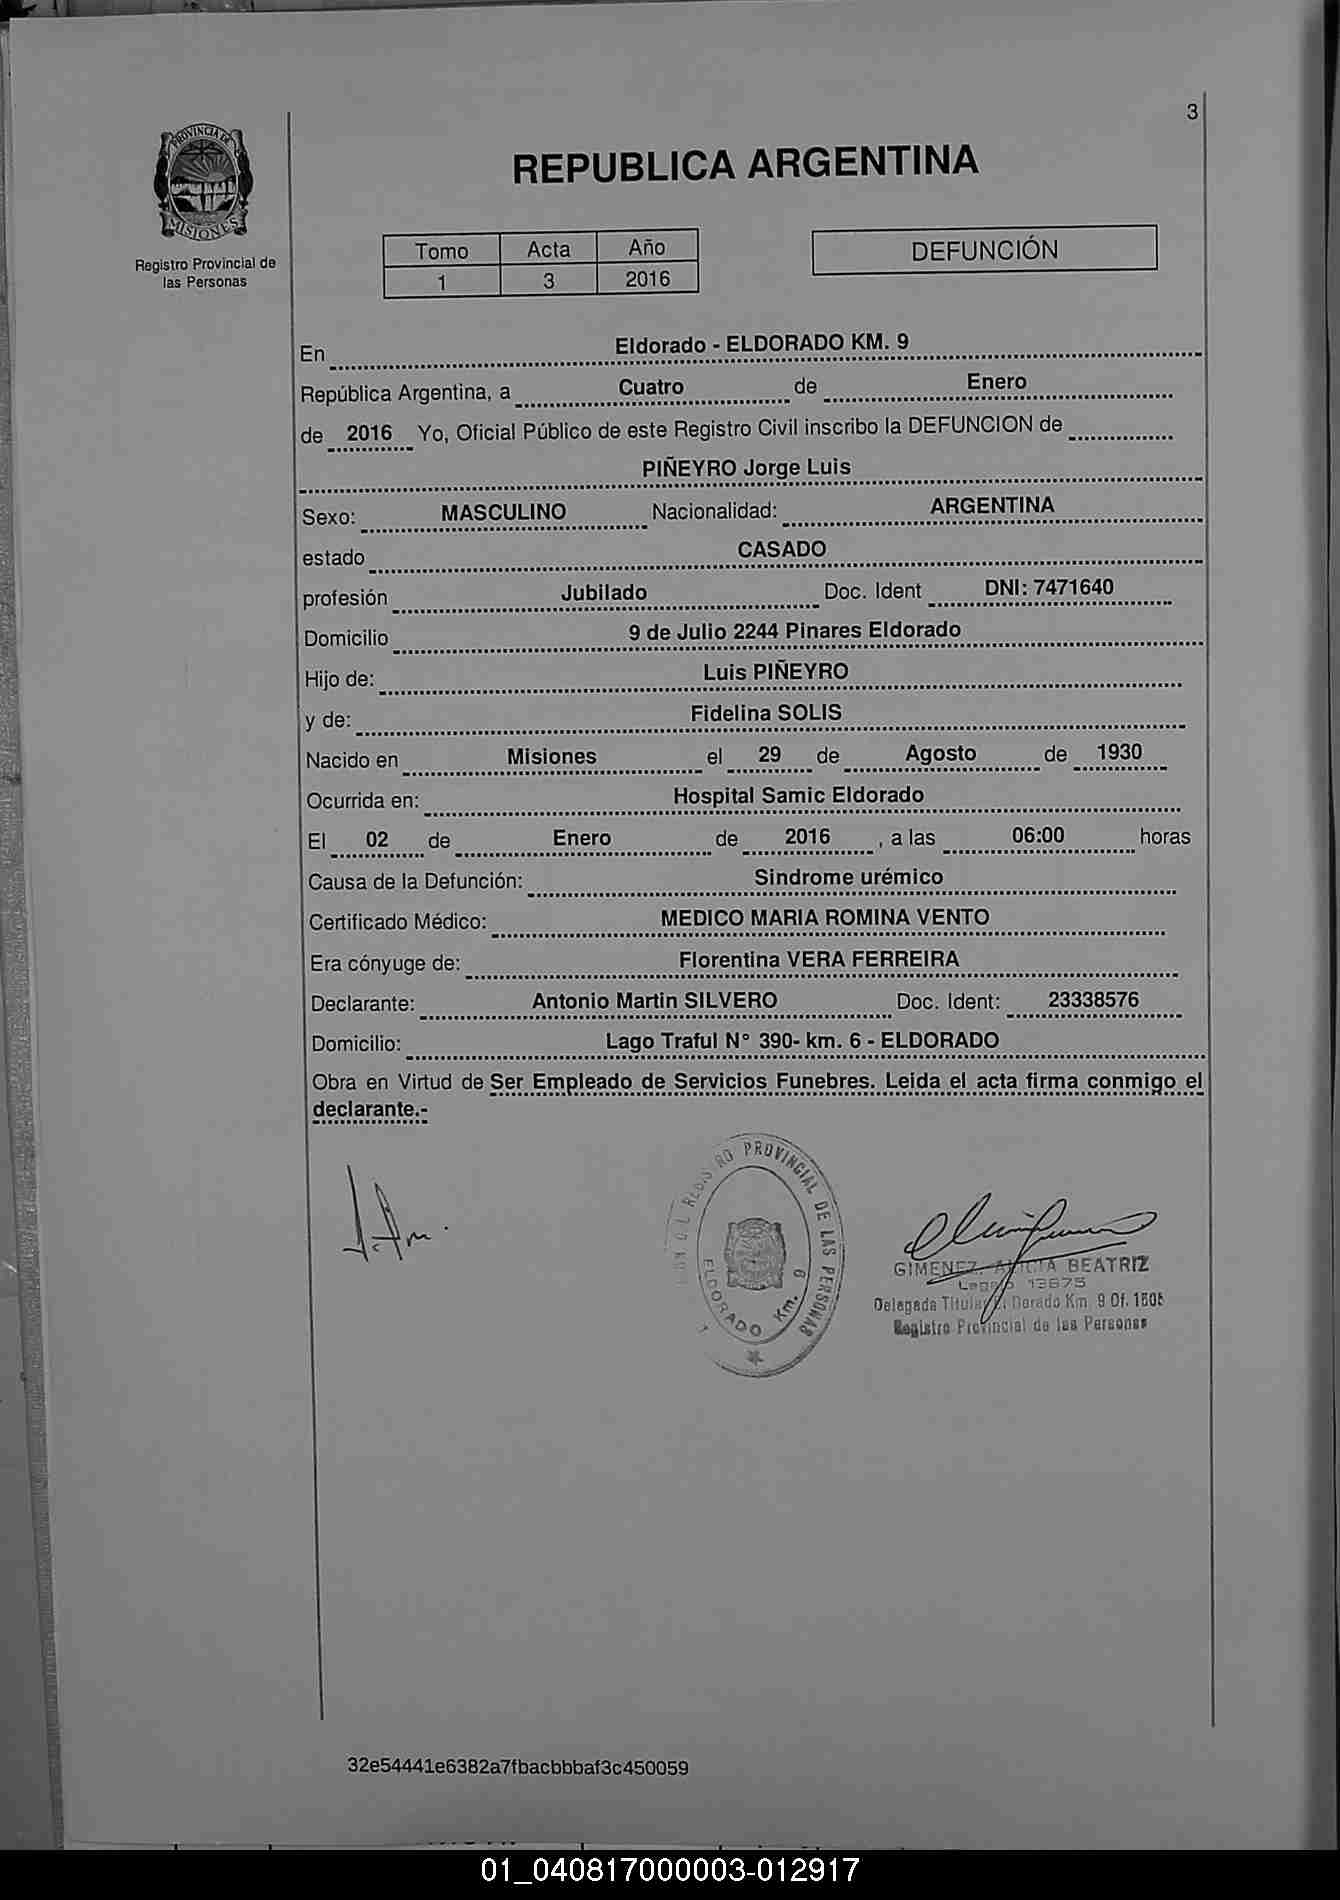 3
PROVINCIA DE
MISIONES
Registro Provincial de
las Personas
REPUBLICA ARGENTINA
Tomo Acta Año
1 3 2016
DEFUNCIÓN
En Eldorado - ELDORADO KM. 9
República Argentina, a Cuatro de Enero
de 2016 Yo, Oficial Público de este Registro Civil inscribo la DEFUNCION de
PIÑEYRO Jorge Luis
Sexo: MASCULINO Nacionalidad: ARGENTINA
estado CASADO
profesión Jubilado Doc. Ident DNI: 7471640
Domicilio 9 de Julio 2244 Pinares Eldorado
Hijo de: Luis PIÑEYRO
y de: Fidelina SOLIS
Nacido en Misiones el 29 de Agosto de 1930
Ocurrida en: Hospital Samic Eldorado
El 02 de Enero de 2016 , a las 06:00 horas
Causa de la Defunción: Sindrome urémico
Certificado Médico: MEDICO MARIA ROMINA VENTO
Era cónyuge de: Florentina VERA FERREIRA
Declarante: Antonio Martin SILVERO Doc. Ident: 23338576
Domicilio: Lago Traful N° 390- km. 6 - ELDORADO
Obra en Virtud de Ser Empleado de Servicios Funebres. Leida el acta firma conmigo el
declarante.-
PROVINCIAL DE LAS PERSONAS
ELDORADO Km. 9
GIMENEZ, ALICIA BEATRIZ
Legajo 13675
Delegada Titular El Dorado Km 9 Of.
Registro Provincial de las Personas
32e54441e6382a7fbacbbbaf3c450059
01_040817000003-012917